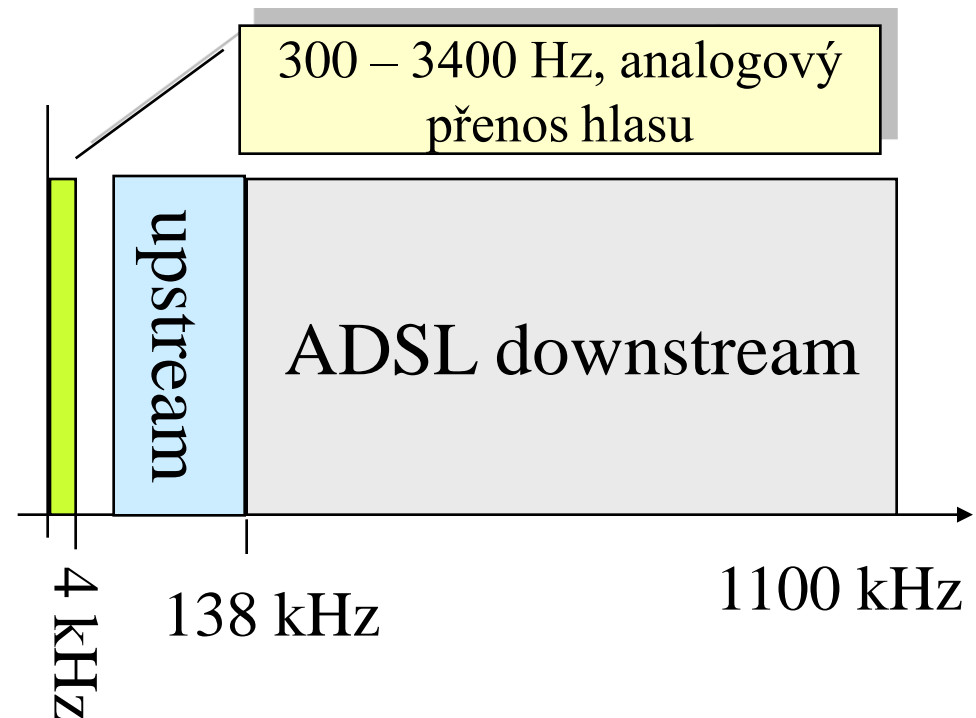 300 – 3400 Hz, analogový
přenos hlasu
upstream
ADSL downstream
4 kHz
138 kHz
1100 kHz